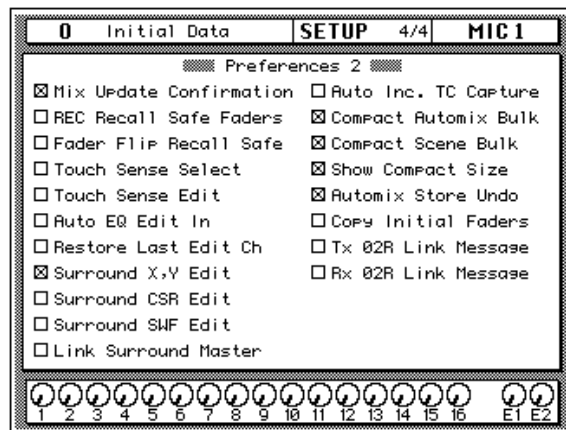 0 Initial Data SETUP 4/4 MIC 1
Preferences 2
Mix Update Confirmation
REC Recall Safe Faders
Fader Flip Recall Safe
Touch Sense Select
Touch Sense Edit
Auto EQ Edit In
Restore Last Edit Ch
Surround X,Y Edit
Surround CSR Edit
Surround SWF Edit
Link Surround Master
Auto Inc. TC Capture
Compact Automix Bulk
Compact Scene Bulk
Show Compact Size
Automix Store Undo
Copy Initial Faders
Tx 02R Link Message
Rx 02R Link Message
1 2 3 4 5 6 7 8 9 10 11 12 13 14 15 16 E1 E2